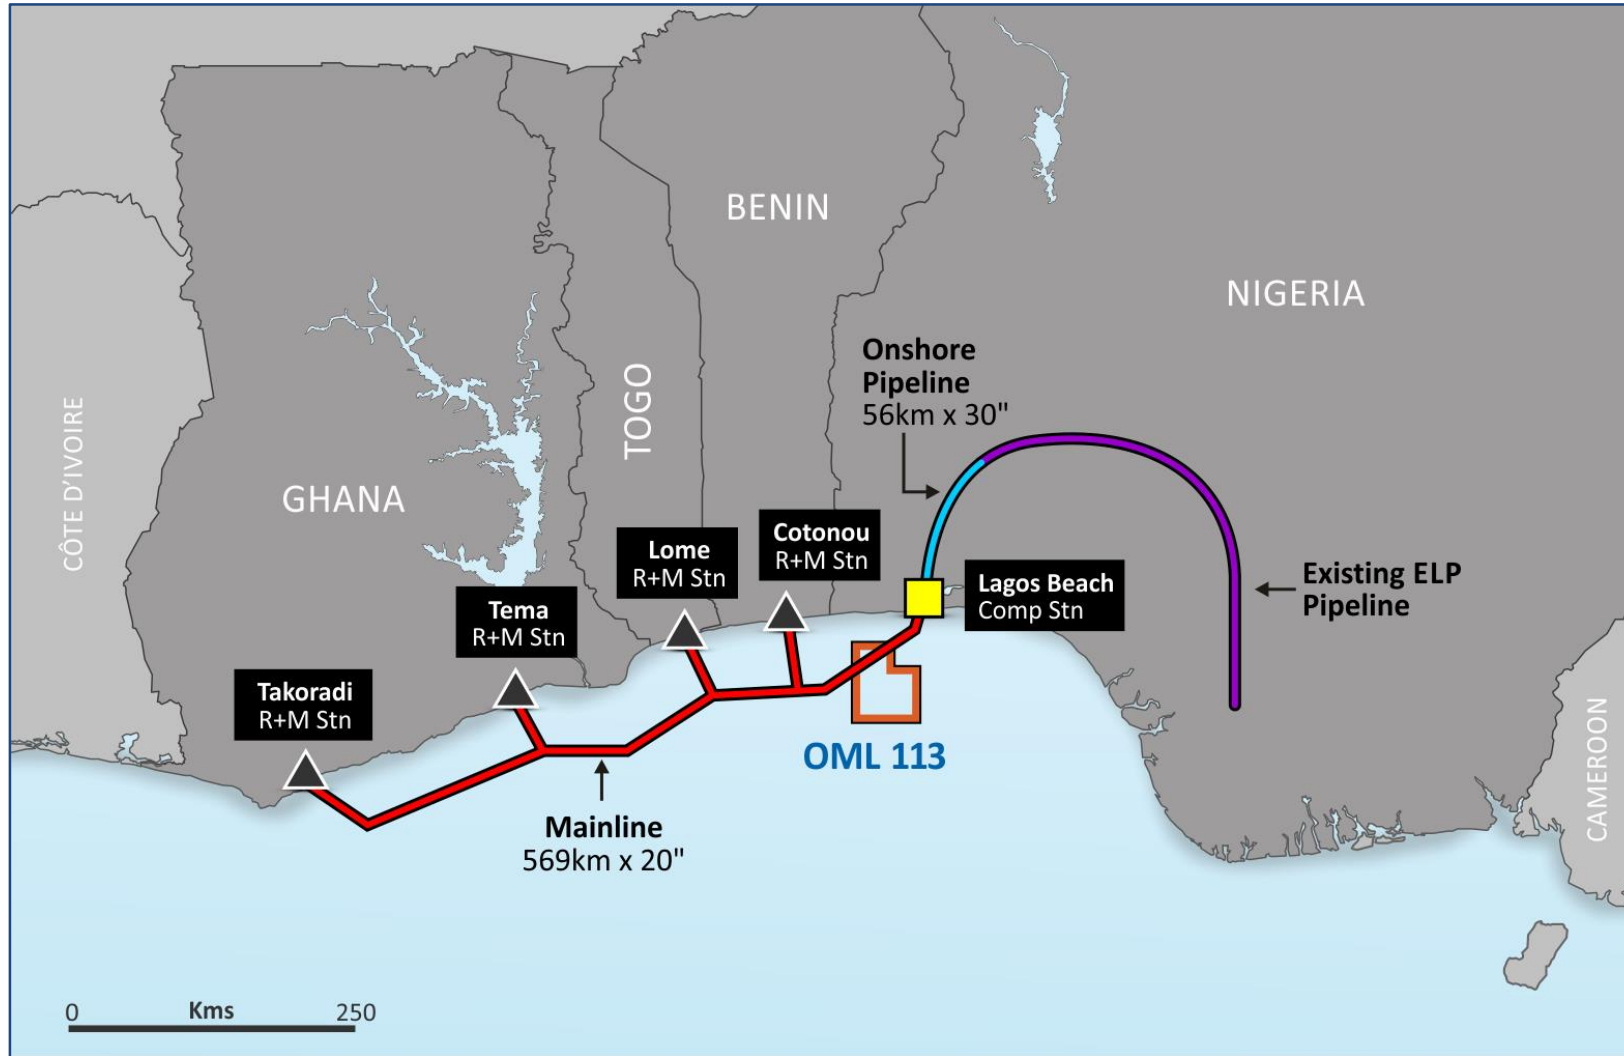 BENIN
NIGERIA
Onshore
Pipeline
56km x 30"
TOGO
CÔTE D'IVOIRE
GHANA
Cotonou
R+M Stn
Lome
R+M Stn
Tema
R+M Stn
Lagos Beach
Comp Stn
Existing ELP
Pipeline
Takoradi
R+M Stn
OML 113
CAMEROON
Mainline
569km x 20"
0 Kms 250